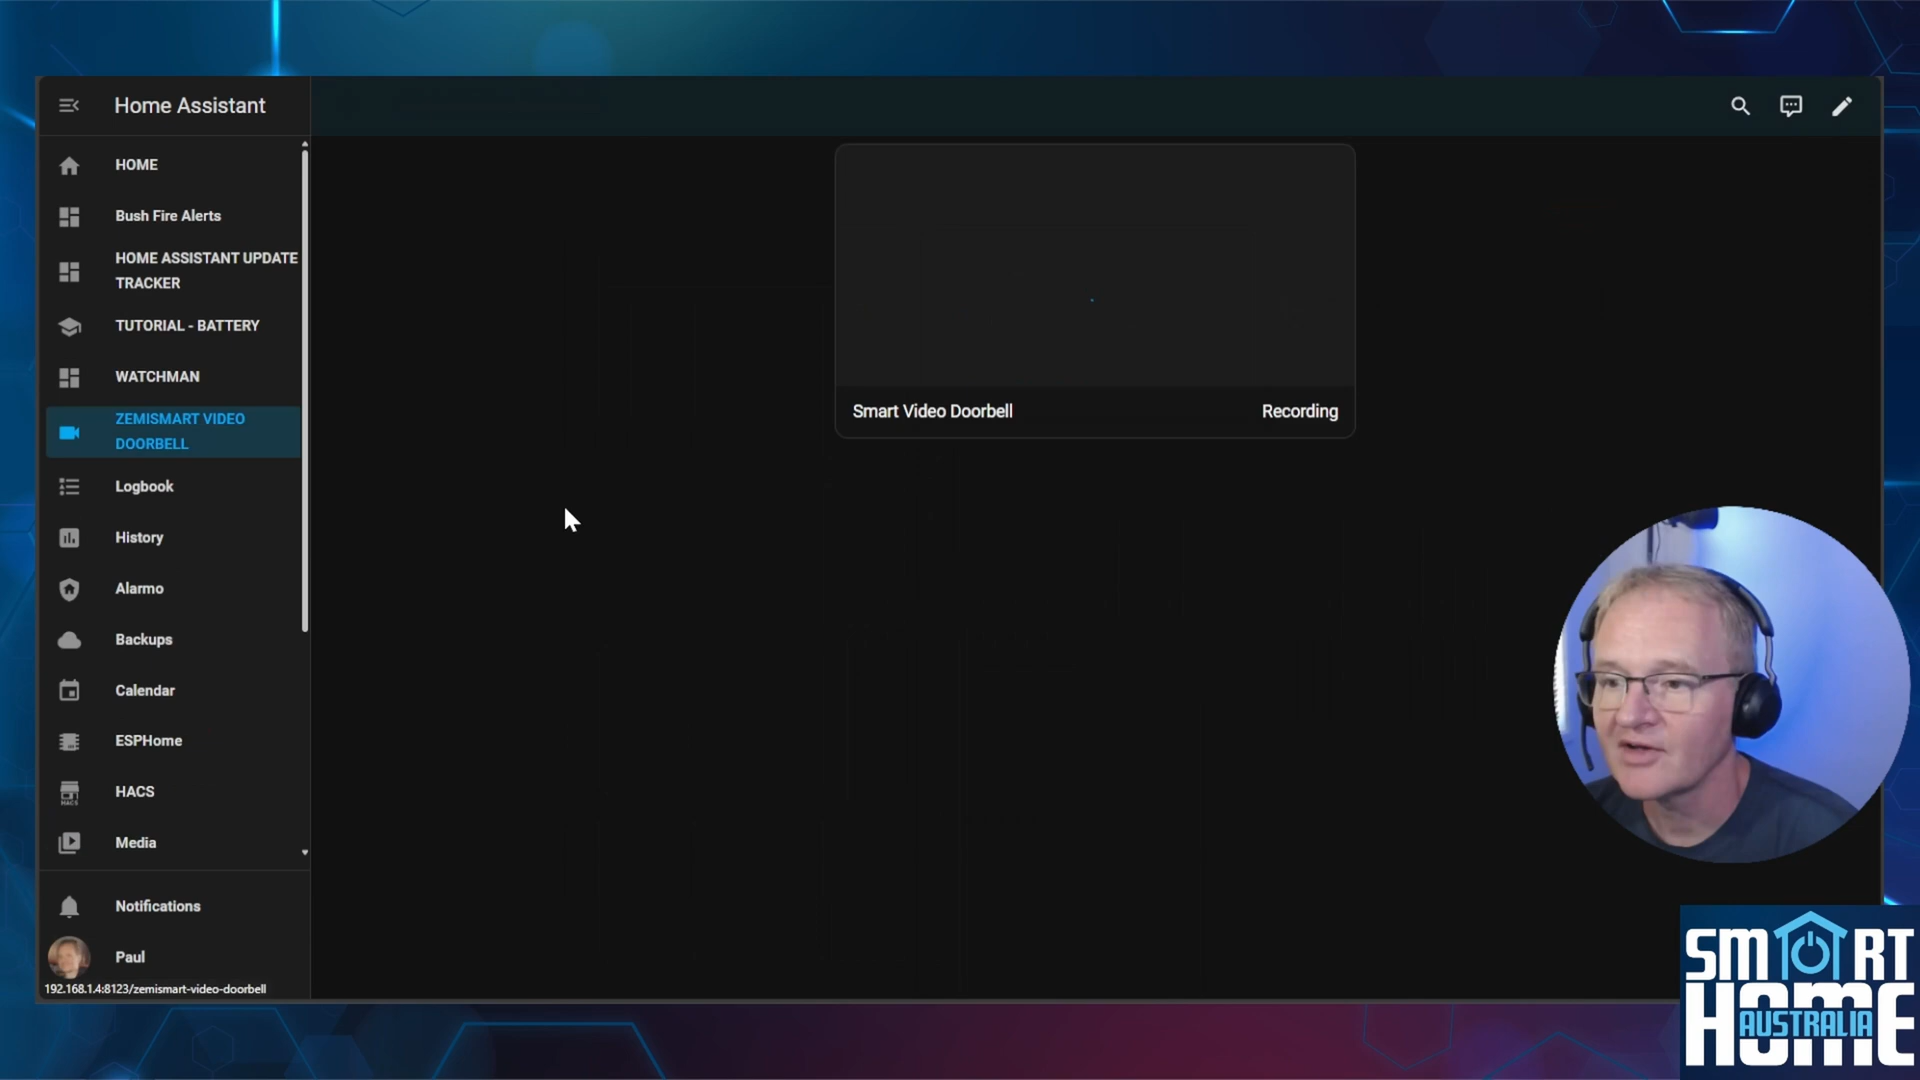 Home Assistant
HOME
Bush Fire Alerts
HOME ASSISTANT UPDATE
TRACKER
TUTORIAL - BATTERY
WATCHMAN
ZEMISMART VIDEO
DOORBELL
Logbook
History
Alarmo
Backups
Calendar
ESPHome
HACS
HACS
Media
Notifications
Paul
192.168.1.4:8123/zemismart-video-doorbell
Smart Video Doorbell Recording
SMART
HOME
AUSTRALIA